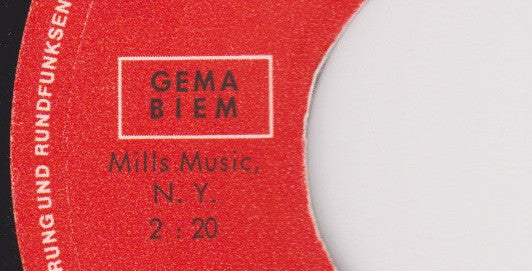 RUNG UND RUNDFUNKSEN
GEMA
BIEM
Mills Music,
N. Y.
2 : 20